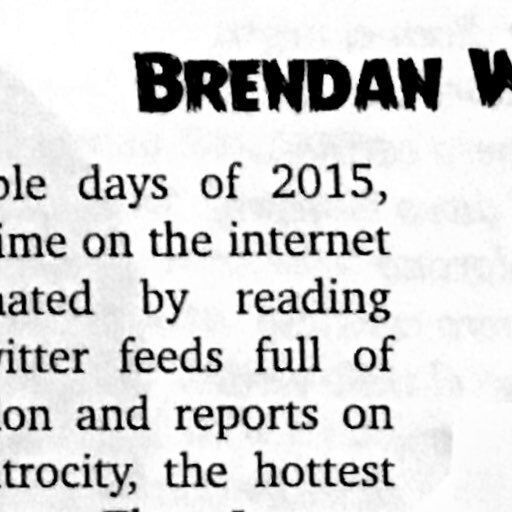 BRENDAN W
ble days of 2015,
ime on the internet
nated by reading
vitter feeds full of
ion and reports on
trocity, the hottest